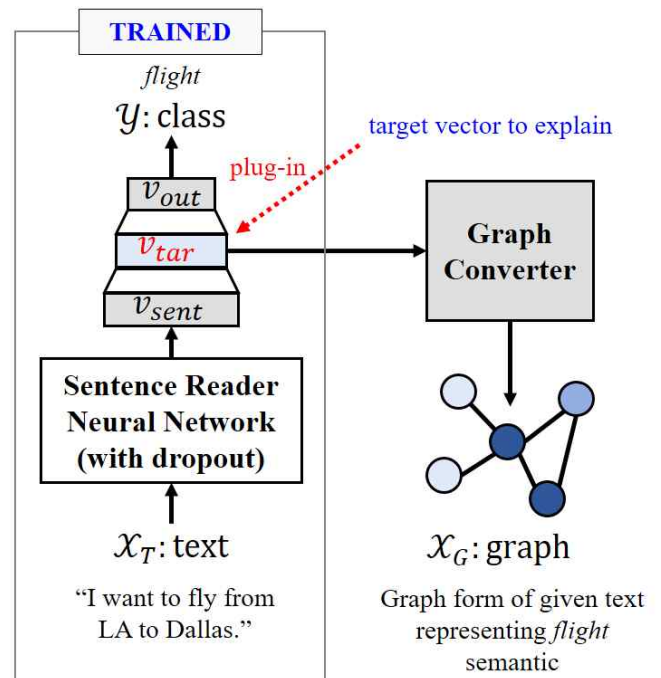 TRAINED
flight
𝒴: class
target vector to explain
plug-in
v_out
v_tar
v_sent
Graph
Converter
Sentence Reader
Neural Network
(with dropout)
𝒳_T: text
𝒳_G: graph
“I want to fly from
LA to Dallas.”
Graph form of given text
representing flight
semantic